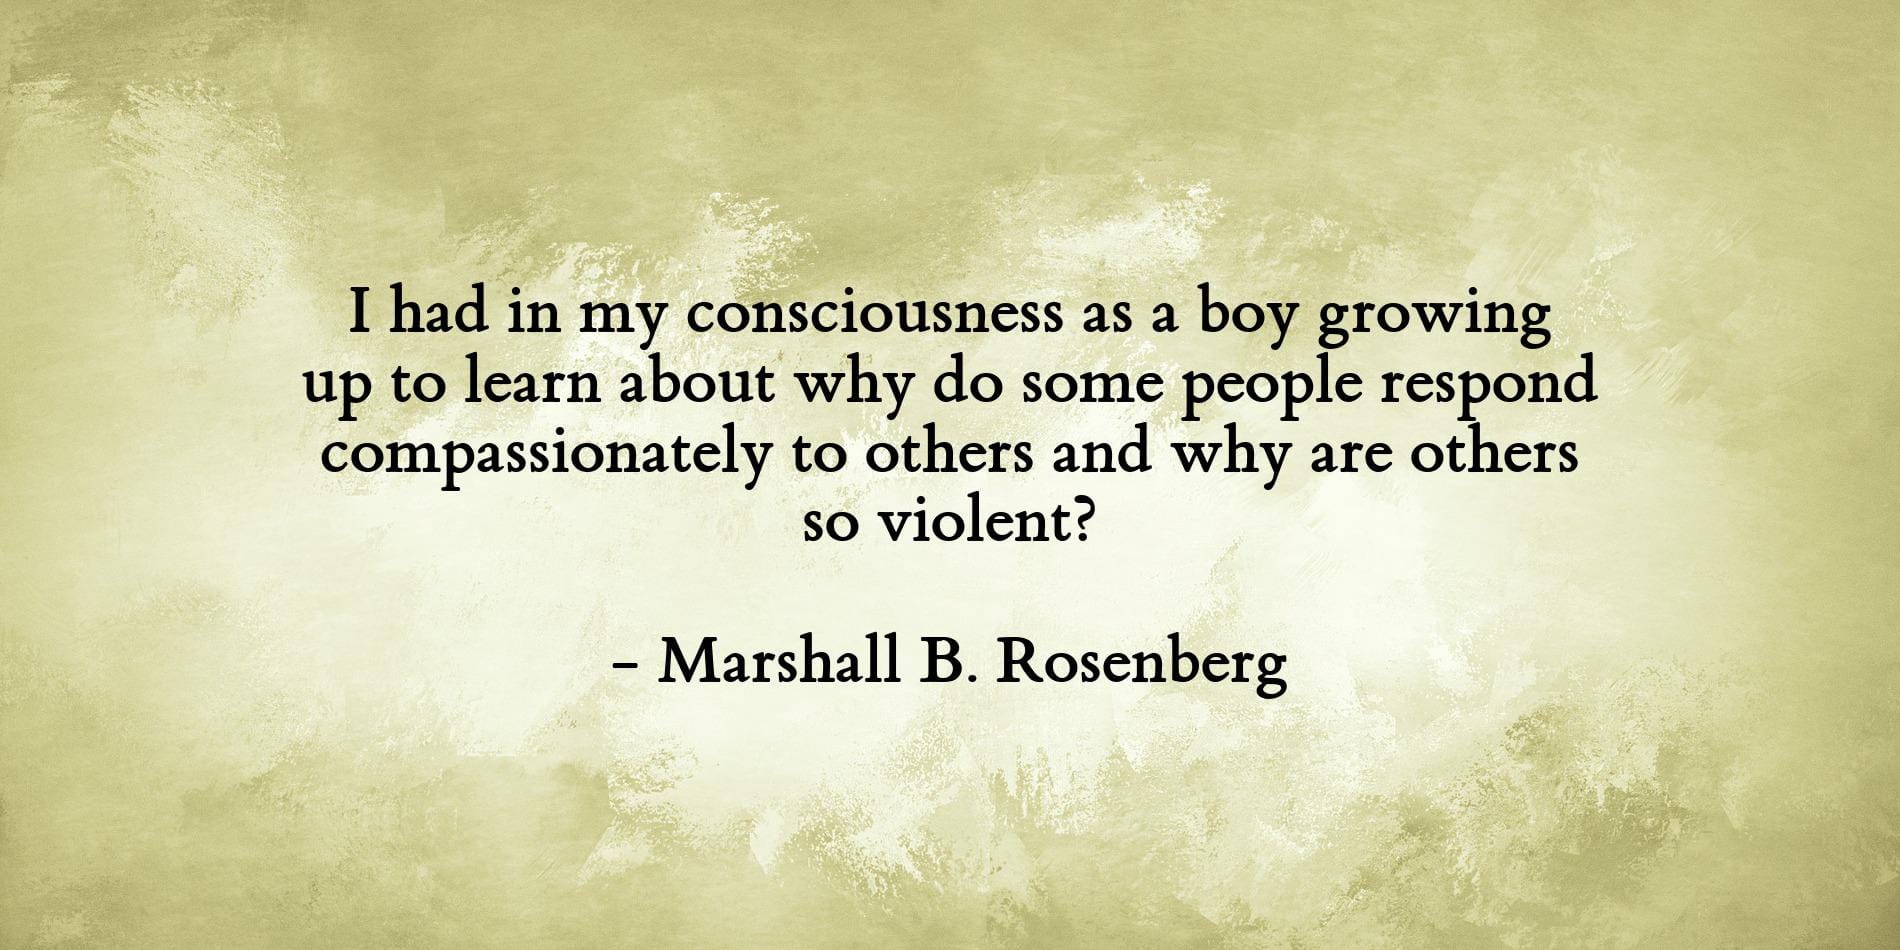 I had in my consciousness as a boy growing
up to learn about why do some people respond
compassionately to others and why are others
so violent?
– Marshall B. Rosenberg